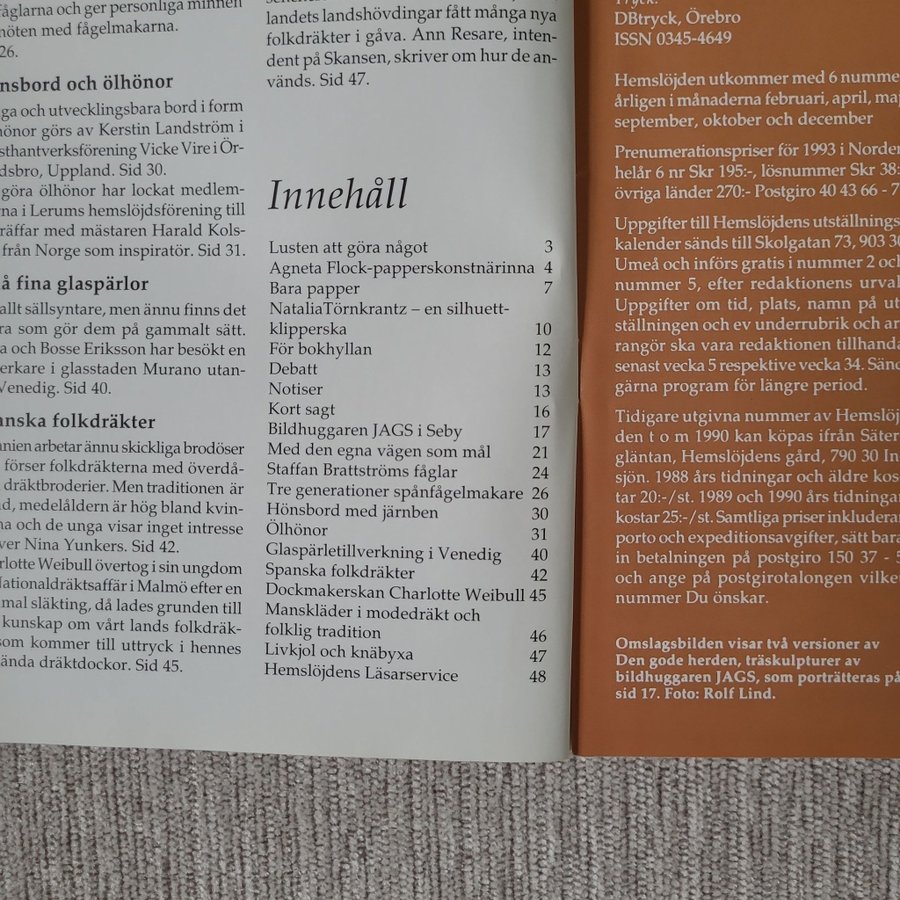 fåglarna och ger personliga minnen
möten med fågelmakarna.
26.
nsbord och ölhönor
ga och utvecklingsbara bord i form
hönor görs av Kerstin Landström i
sthantverksförening Vicke Vire i Ör-
dsbro, Uppland. Sid 30.
göra ölhönor har lockat medlem-
na i Lerums hemslöjdsförening till
räffar med mästaren Harald Kols-
från Norge som inspiratör. Sid 31.
å fina glaspärlor
allt sällsyntare, men ännu finns det
ra som gör dem på gammalt sätt.
a och Bosse Eriksson har besökt en
erkare i glasstaden Murano utan-
Venedig. Sid 40.
anska folkdräkter
anien arbetar ännu skickliga brodöser
förser folkdräkterna med överdå-
dräktbroderier. Men traditionen är
d, medelåldern är hög bland kvin-
na och de unga visar inget intresse
ver Nina Yunkers. Sid 42.
rlotte Weibull övertog i sin ungdom
Nationaldräktsaffär i Malmö efter en
mal släkting, då lades grunden till
kunskap om vårt lands folkdräk-
som kommer till uttryck i hennes
ända dräktdockor. Sid 45.
landets landshövdingar fått många nya
folkdräkter i gåva. Ann Resare, inten-
dent på Skansen, skriver om hur de an-
vänds. Sid 47.
Innehåll
Lusten att göra något 3
Agneta Flock-papperskonstnärinna 4
Bara papper 7
NataliaTörnkrantz – en silhuett-
klipperska 10
För bokhyllan 12
Debatt 13
Notiser 13
Kort sagt 16
Bildhuggaren JAGS i Seby 17
Med den egna vägen som mål 21
Staffan Brattströms fåglar 24
Tre generationer spånfågelmakare 26
Hönsbord med järnben 30
Ölhönor 31
Glaspärletillverkning i Venedig 40
Spanska folkdräkter 42
Dockmakerskan Charlotte Weibull 45
Manskläder i modedräkt och
folklig tradition 46
Livkjol och knäbyxa 47
Hemslöjdens Läsarservice 48
Tryck:
DBtryck, Örebro
ISSN 0345-4649
Hemslöjden utkommer med 6 numme
årligen i månaderna februari, april, maj
september, oktober och december
Prenumerationspriser för 1993 i Norden
helår 6 nr Skr 195:-, lösnummer Skr 38:
övriga länder 270:- Postgiro 40 43 66 - 7
Uppgifter till Hemslöjdens utställnings
kalender sänds till Skolgatan 73, 903 30
Umeå och införs gratis i nummer 2 och
nummer 5, efter redaktionens urval
Uppgifter om tid, plats, namn på ut
ställningen och ev underrubrik och ar
rangör ska vara redaktionen tillhanda
senast vecka 5 respektive vecka 34. Sänd
gärna program för längre period.
Tidigare utgivna nummer av Hemslöj
den t o m 1990 kan köpas ifrån Säter
gläntan, Hemslöjdens gård, 790 30 In
sjön. 1988 års tidningar och äldre kos
tar 20:-/st. 1989 och 1990 års tidningar
kostar 25:-/st. Samtliga priser inkluderar
porto och expeditionsavgifter, sätt bara
in betalningen på postgiro 150 37 - 5
och ange på postgirotalongen vilke
nummer Du önskar.
Omslagsbilden visar två versioner av
Den gode herden, träskulpturer av
bildhuggaren JAGS, som porträtteras på
sid 17. Foto: Rolf Lind.